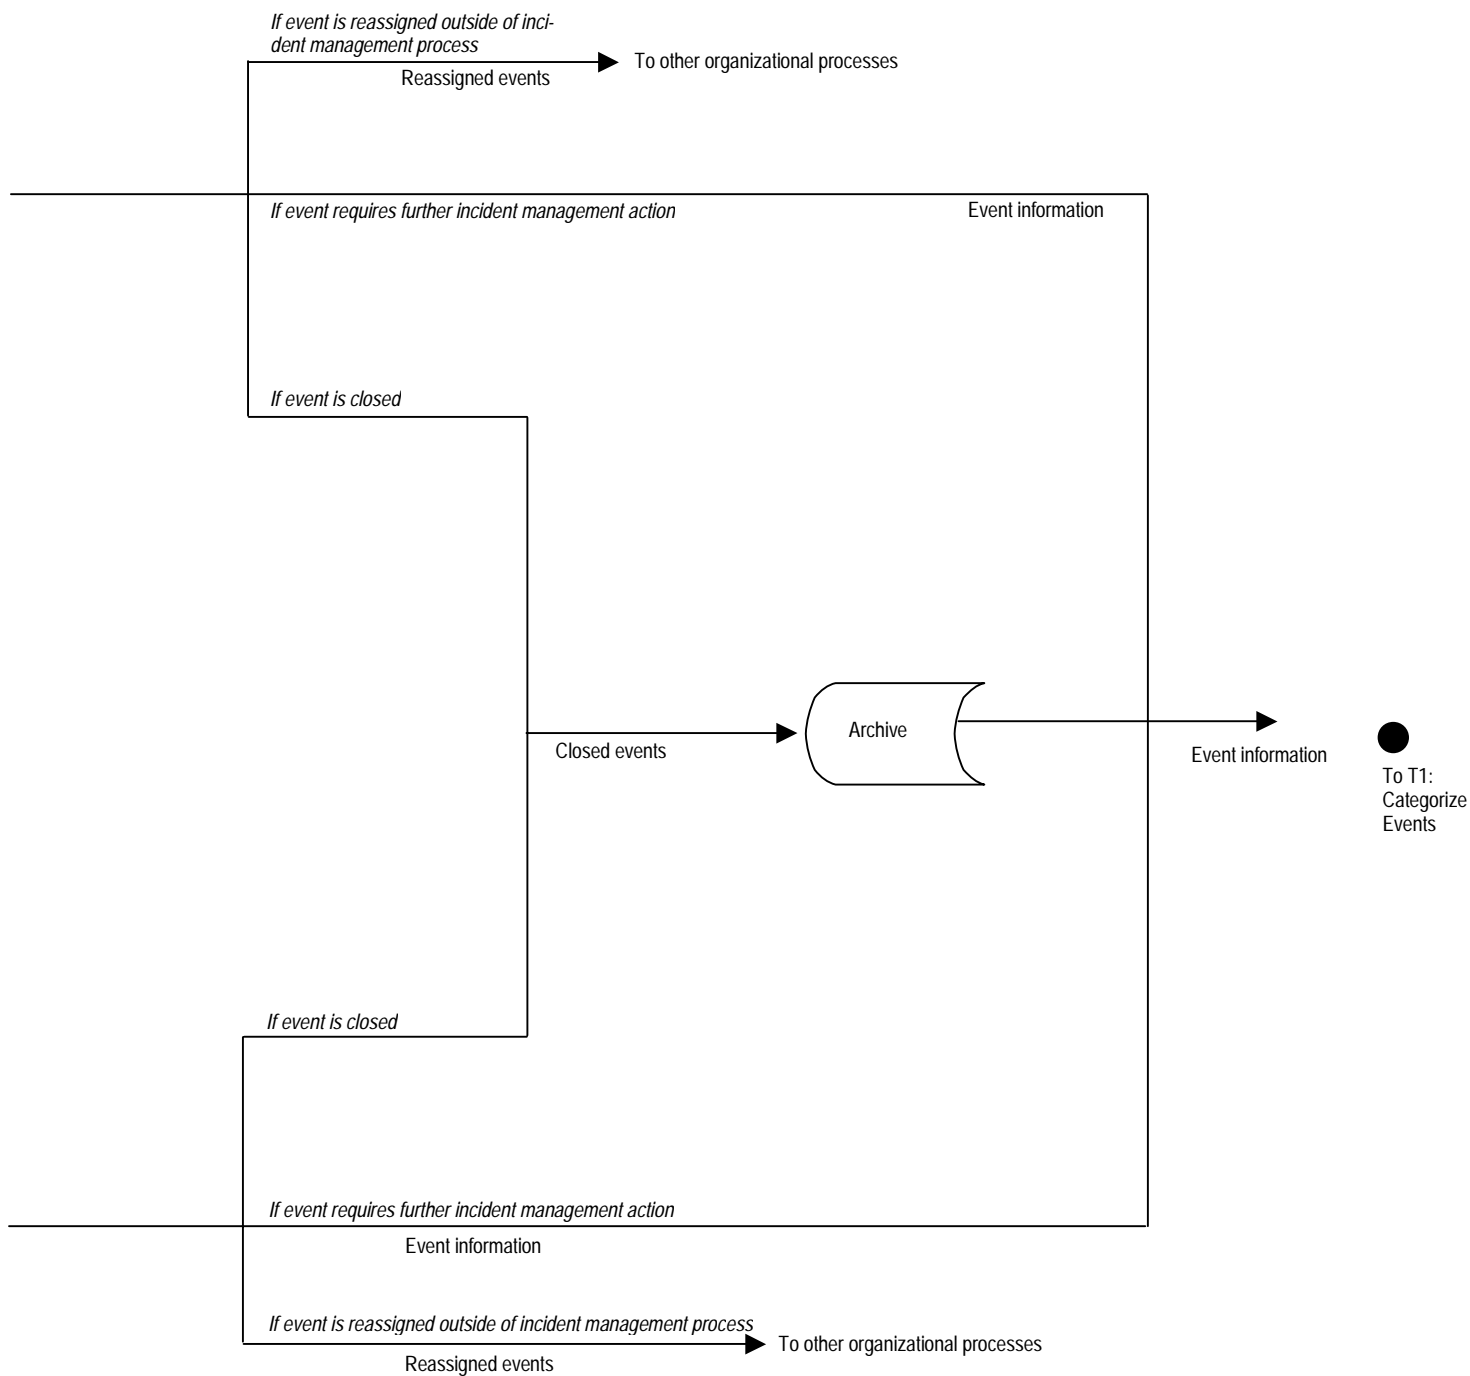 If event is reassigned outside of inci-
dent management process
To other organizational processes
Reassigned events
If event requires further incident management action
Event information
If event is closed
Archive
Closed events
Event information
To T1:
Categorize
Events
If event is closed
If event requires further incident management action
Event information
If event is reassigned outside of incident management process
To other organizational processes
Reassigned events